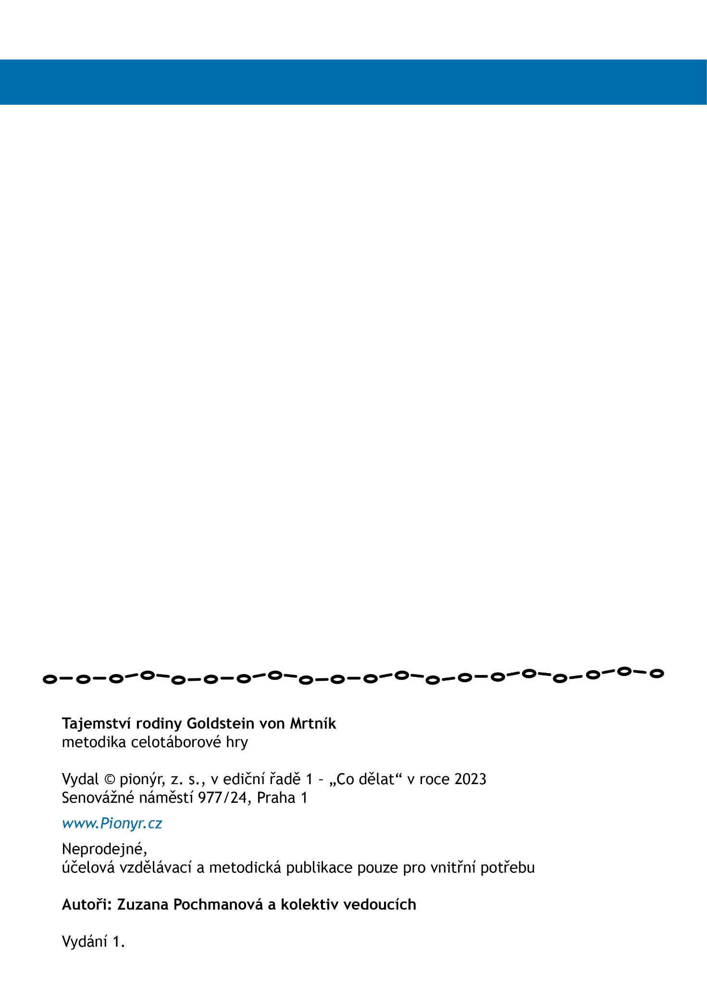 Tajemství rodiny Goldstein von Mrtník
metodika celotáborové hry
Vydal © pionýr, z. s., v ediční řadě 1 – „Co dělat“ v roce 2023
Senovážné náměstí 977/24, Praha 1
www.Pionyr.cz
Neprodejné,
účelová vzdělávací a metodická publikace pouze pro vnitřní potřebu
Autoři: Zuzana Pochmanová a kolektiv vedoucích
Vydání 1.